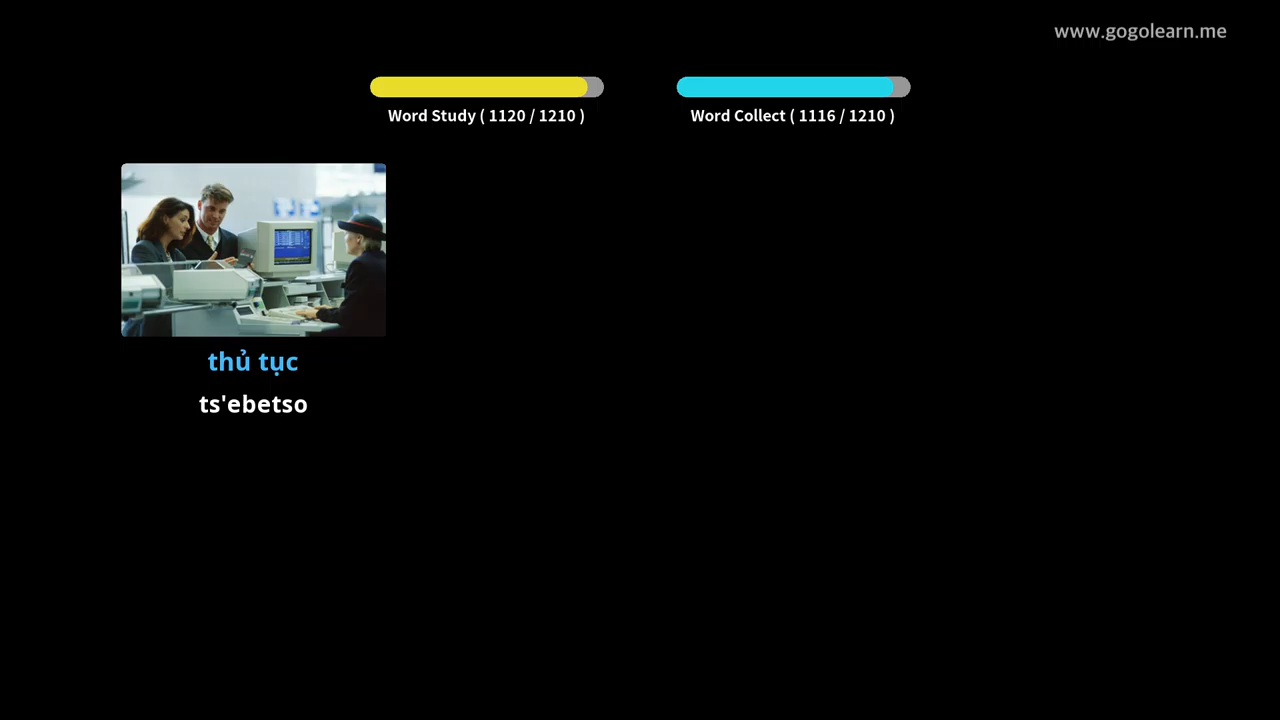 www.gogolearn.me
Word Study ( 1120 / 1210 )
Word Collect ( 1116 / 1210 )
thủ tục
ts'ebetso